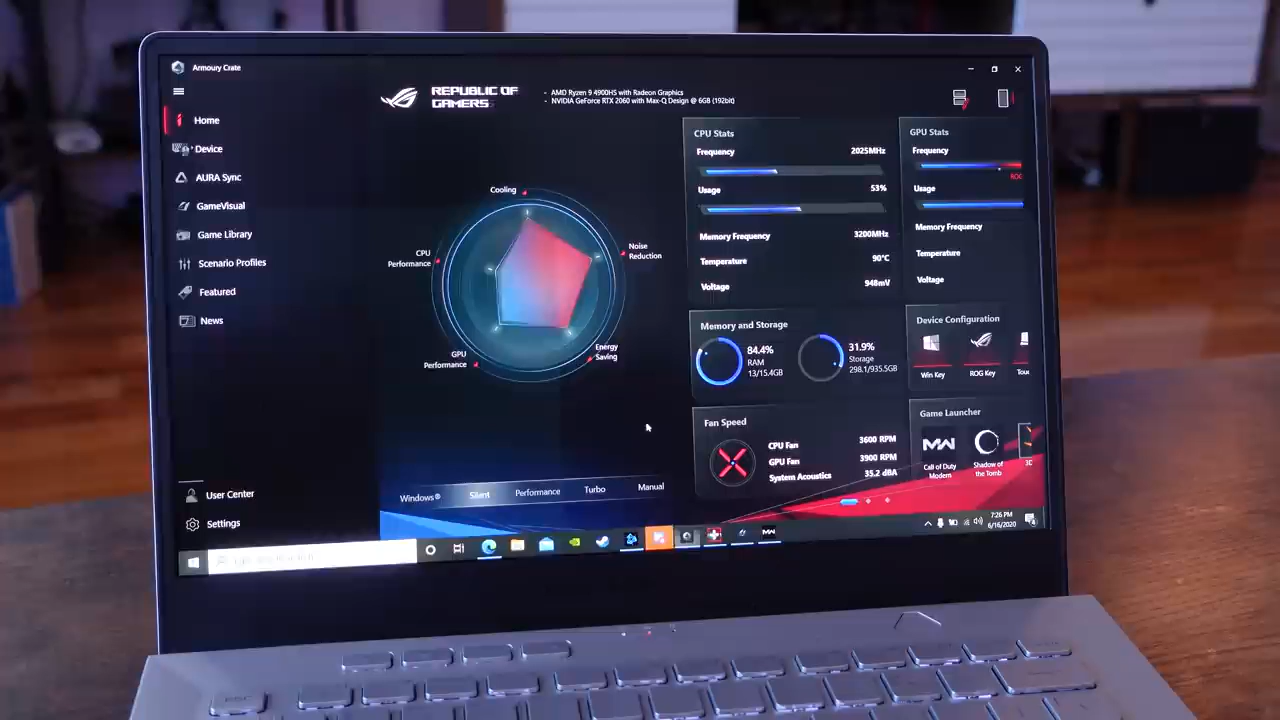 Armoury Crate
REPUBLIC OF
GAMERS
AMD Ryzen 9 4900HS with Radeon Graphics
NVIDIA GeForce RTX 2060 with Max-Q Design @ 6GB (192bit)
Home
Device
AURA Sync
GameVisual
Game Library
Scenario Profiles
Featured
News
User Center
Settings
Cooling
Noise
Reduction
CPU
Performance
GPU
Performance
Energy
Saving
Windows®
Silent
Performance
Turbo
Manual
CPU Stats
Frequency 2025MHz
Usage 53%
Memory Frequency 3200MHz
Temperature 90°C
Voltage 948mV
GPU Stats
Frequency
ROG
Usage
Memory Frequency
Temperature
Voltage
Memory and Storage
84.4%
RAM
13/15.4GB
31.9%
Storage
298.1/935.5GB
Device Configuration
Win Key
ROG Key
Tou
Fan Speed
CPU Fan 3600 RPM
GPU Fan 3900 RPM
System Acoustics 35.2 dBA
Game Launcher
MW
Call of Duty
Modern
Shadow of
the Tomb
3D
MW
7:26 PM
6/16/2020
4